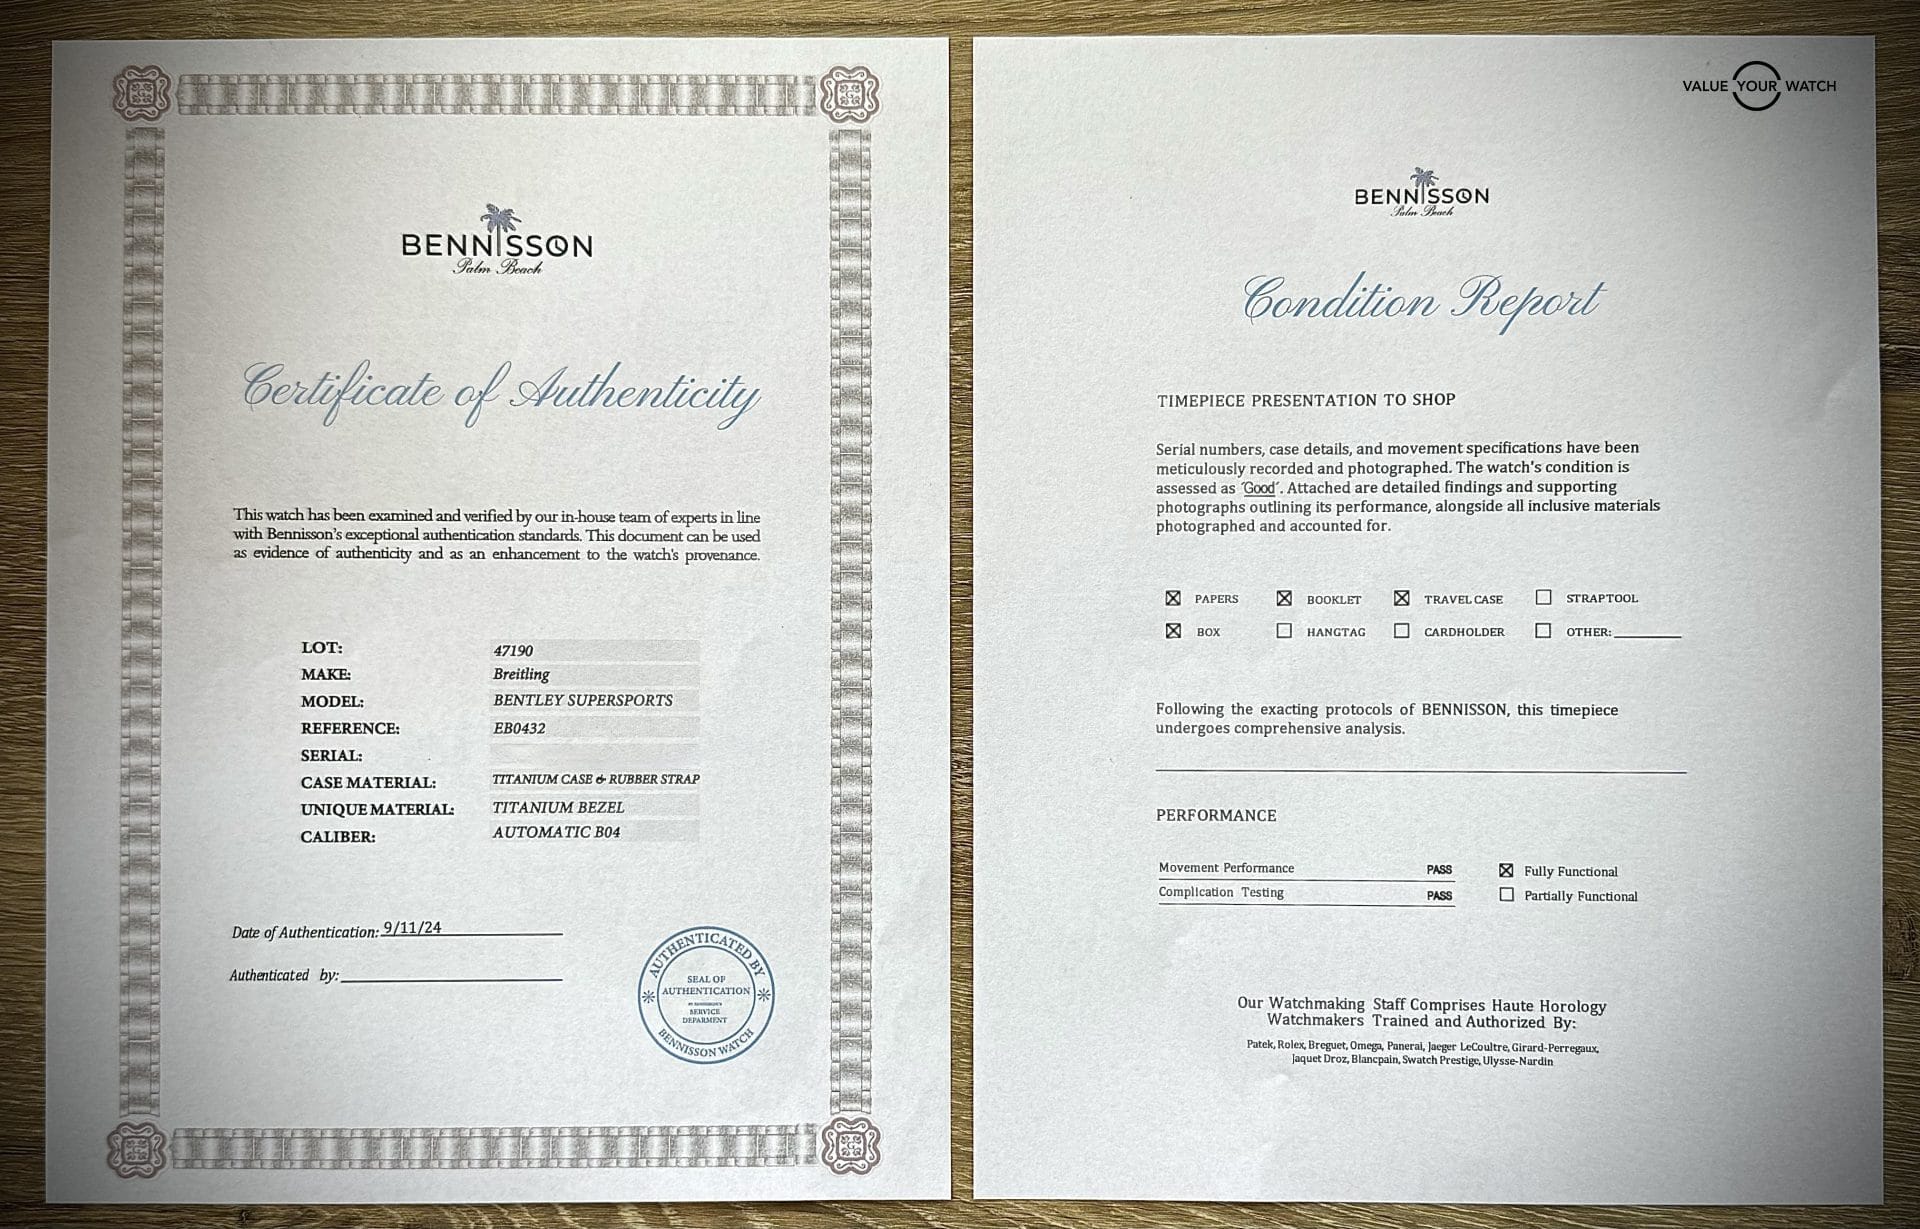 BENNISSON
Palm Beach
Certificate of Authenticity
This watch has been examined and verified by our in-house team of experts in line
with Bennisson's exceptional authentication standards. This document can be used
as evidence of authenticity and as an enhancement to the watch's provenance.
LOT: 47190
MAKE: Breitling
MODEL: BENTLEY SUPERSPORTS
REFERENCE: EB0432
SERIAL:
CASE MATERIAL: TITANIUM CASE & RUBBER STRAP
UNIQUE MATERIAL: TITANIUM BEZEL
CALIBER: AUTOMATIC B04
Date of Authentication: 9/11/24
Authenticated by:
AUTHENTICATED BY
SEAL OF
AUTHENTICATION
BY BENNISSON'S
SERVICE
DEPARMENT
BENNISSON WATCH
VALUE YOUR WATCH
BENNISSON
Palm Beach
Condition Report
TIMEPIECE PRESENTATION TO SHOP
Serial numbers, case details, and movement specifications have been
meticulously recorded and photographed. The watch's condition is
assessed as 'Good'. Attached are detailed findings and supporting
photographs outlining its performance, alongside all inclusive materials
photographed and accounted for.
☒ PAPERS ☒ BOOKLET ☒ TRAVEL CASE ☐ STRAPTOOL
☒ BOX ☐ HANGTAG ☐ CARDHOLDER ☐ OTHER:
Following the exacting protocols of BENNISSON, this timepiece
undergoes comprehensive analysis.
PERFORMANCE
Movement Performance PASS ☒ Fully Functional
Complication Testing PASS ☐ Partially Functional
Our Watchmaking Staff Comprises Haute Horology
Watchmakers Trained and Authorized By:
Patek, Rolex, Breguet, Omega, Panerai, Jaeger LeCoultre, Girard-Perregaux,
Jaquet Droz, Blancpain, Swatch Prestige, Ulysse-Nardin